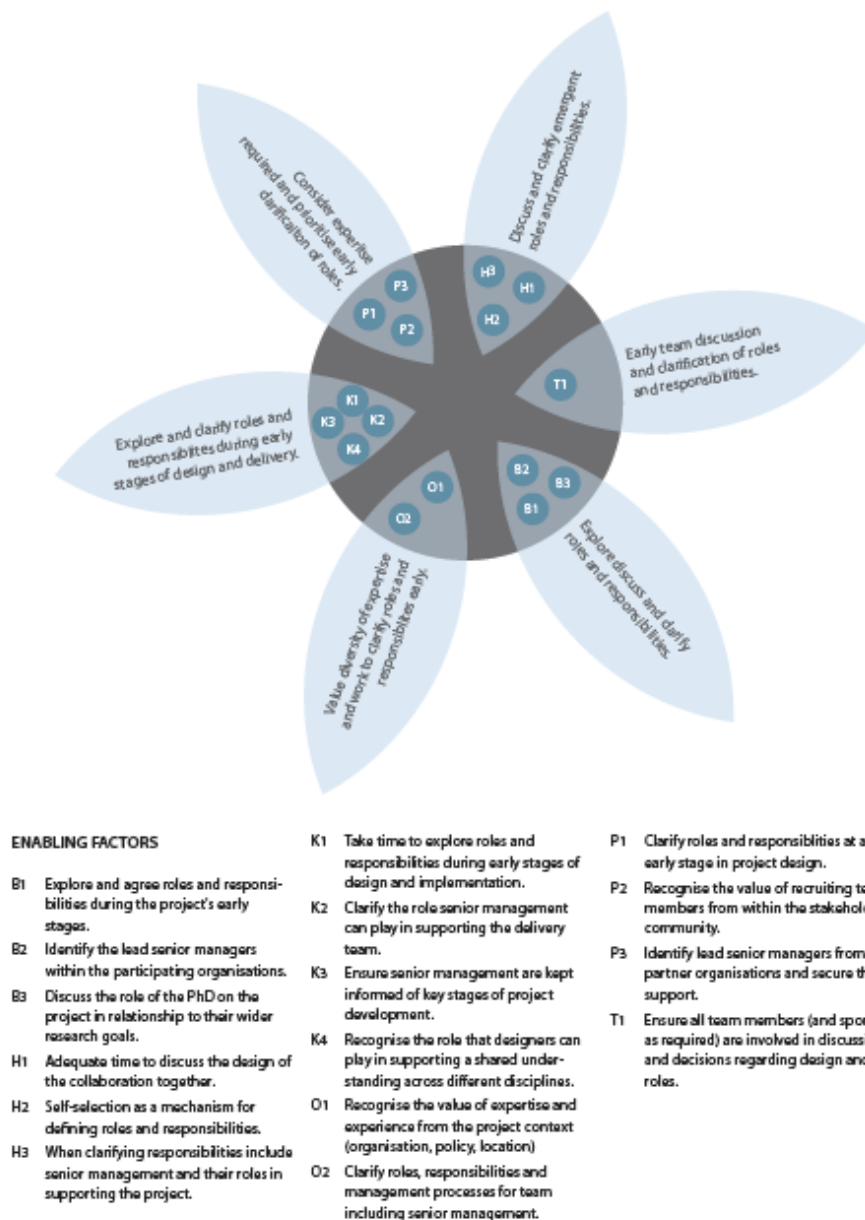 Consider expertise
required and prioritise early
clarificaiton of roles.
Discuss and clarify emergent
roles and responsibilities.
P3
P1
P2
H3
H1
H2
Early team discussion
and clarification of roles
and responsibilities.
T1
K1
K3
K2
K4
Explore and clarify roles and
responsiblites during early
stages of design and delivery.
B2
B3
B1
O1
O2
Explore discuss and clarify
roles and responsibilities.
Value diversity of expertise
and work to clarify roles and
responsiblites early.
ENABLING FACTORS
B1 Explore and agree roles and responsi-
bilities during the project's early
stages.
B2 Identify the lead senior managers
within the participating organisations.
B3 Discuss the role of the PhD on the
project in relationship to their wider
research goals.
H1 Adequate time to discuss the design of
the collaboration together.
H2 Self-selection as a mechanism for
defining roles and responsibilities.
H3 When clarifying responsibilities include
senior management and their roles in
supporting the project.
K1 Take time to explore roles and
responsibilities during early stages of
design and implementation.
K2 Clarify the role senior management
can play in supporting the delivery
team.
K3 Ensure senior management are kept
informed of key stages of project
development.
K4 Recognise the role that designers can
play in supporting a shared under-
standing across different disciplines.
O1 Recognise the value of expertise and
experience from the project context
(organisation, policy, location)
O2 Clarify roles, responsibilities and
management processes for team
including senior management.
P1 Clarify roles and responsiblities at a
early stage in project design.
P2 Recognise the value of recruiting te
members from within the stakehol
community.
P3 Identify lead senior managers from
partner organisations and secure th
support.
T1 Ensure all team members (and spor
as required) are involved in discussi
and decisions regarding design and
roles.